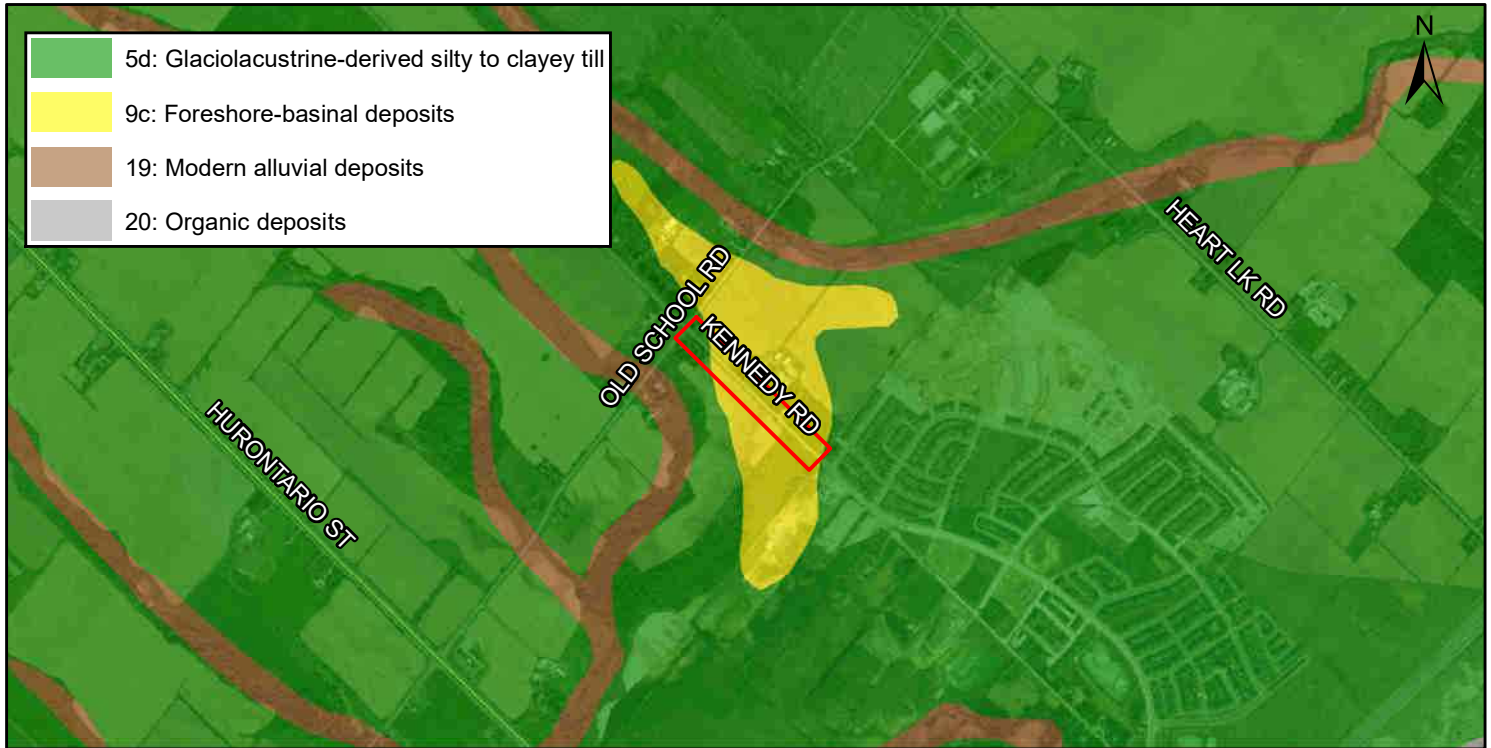 N
5d: Glaciolacustrine-derived silty to clayey till
9c: Foreshore-basinal deposits
19: Modern alluvial deposits
20: Organic deposits
HEART LK RD
OLD SCHOOL RD
KENNEDY RD
HURONTARIO ST